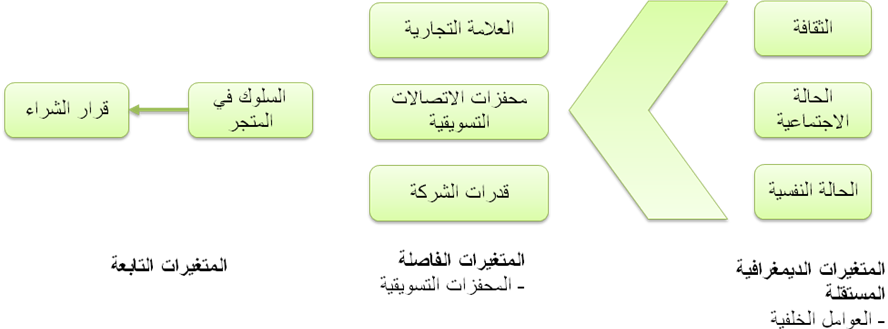 الثقافة
الحالة
الاجتماعية
الحالة النفسية
المتغيرات الديمغرافية
المستقلة
- العوامل الخلفية
العلامة التجارية
محفزات الاتصالات
التسويقية
قدرات الشركة
المتغيرات الفاصلة
- المحفزات التسويقية
السلوك في
المتجر
قرار الشراء
المتغيرات التابعة